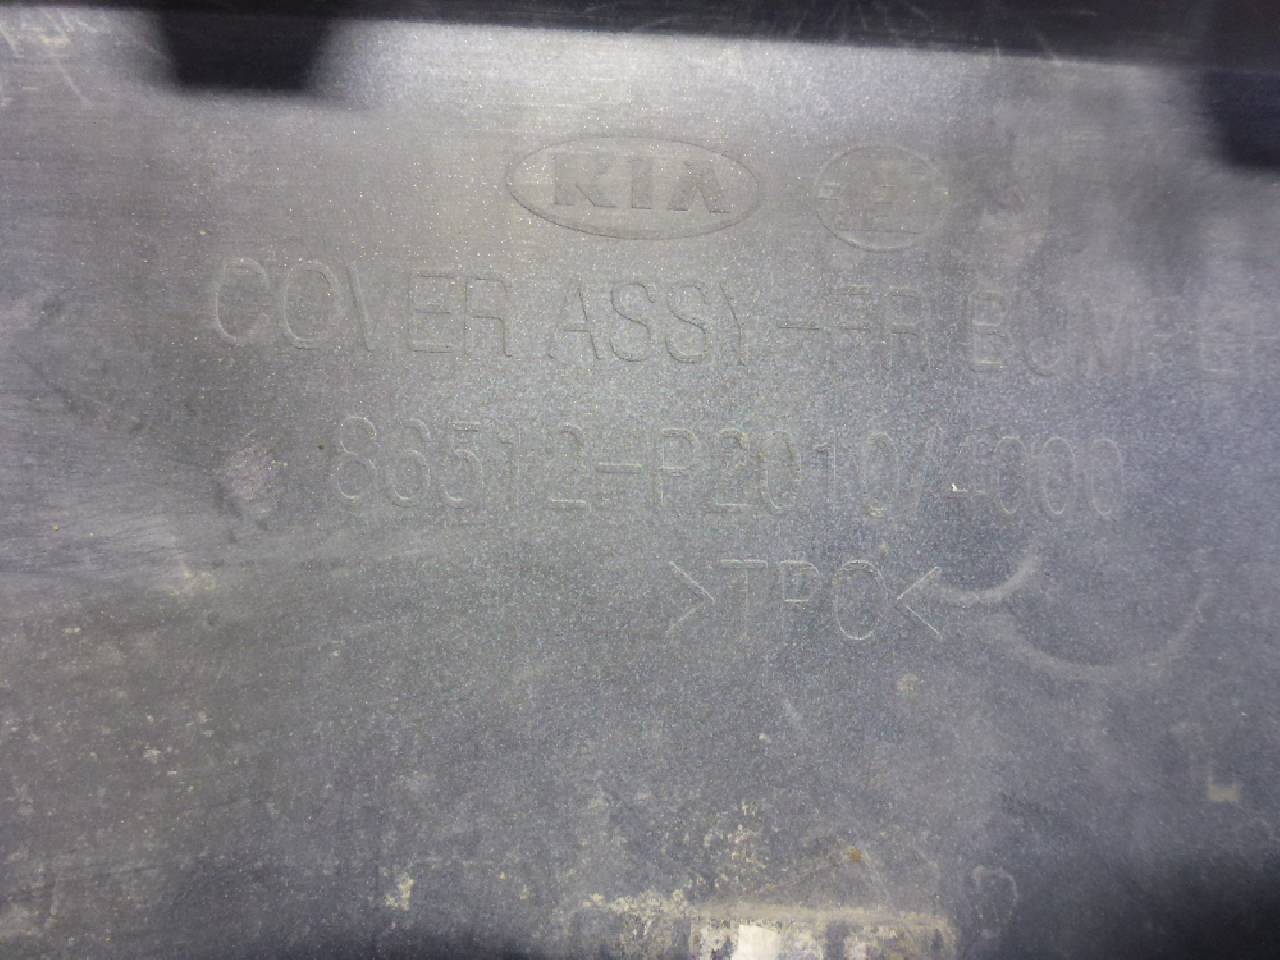 KIA
COVER ASSY-FR BUMPER
86512-P2010/4000
>TPO<